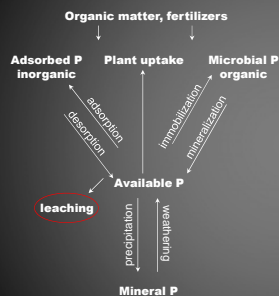 Organic matter, fertilizers
Adsorbed P
inorganic
Plant uptake
Microbial P
organic
adsorption
desorption
immobilization
mineralization
Available P
leaching
precipitation
weathering
Mineral P